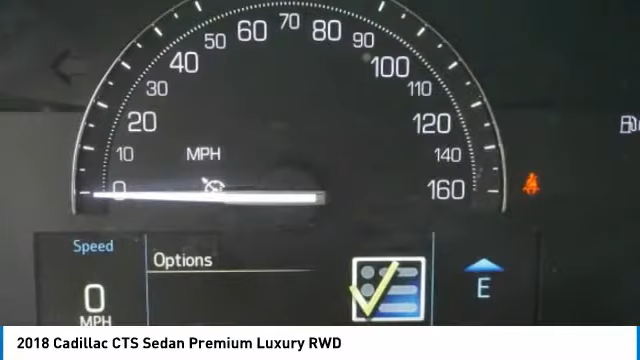 70
60 80
50 90
40 100
30 110
20 120
10 MPH 140
0 160
Speed
Options
0 E
MPH
2018 Cadillac CTS Sedan Premium Luxury RWD